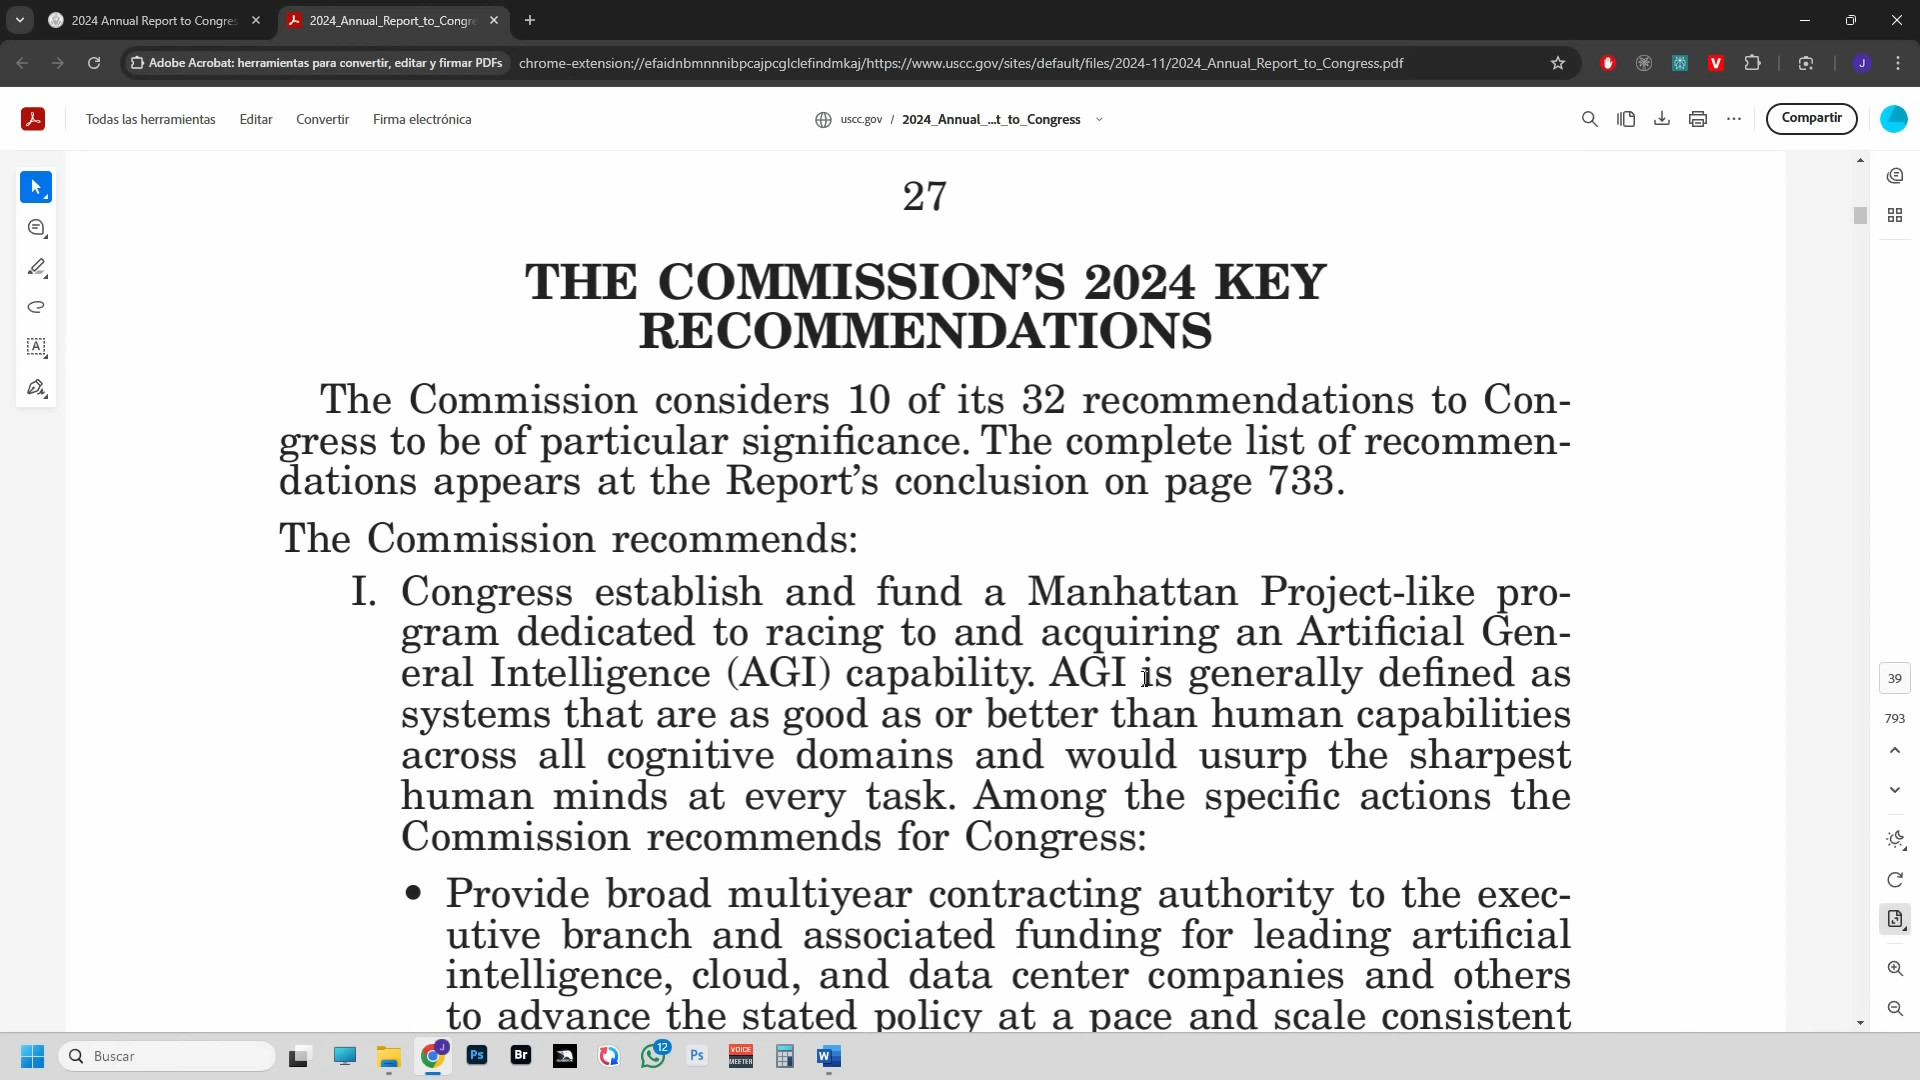 2024 Annual Report to Congres
2024_Annual_Report_to_Congre
Adobe Acrobat: herramientas para convertir, editar y firmar PDFs
chrome-extension://efaidnbmnnnibpcajpcglclefindmkaj/https://www.uscc.gov/sites/default/files/2024-11/2024_Annual_Report_to_Congress.pdf
V
J
Todas las herramientas
Editar
Convertir
Firma electrónica
uscc.gov / 2024_Annual_...t_to_Congress
Compartir
27
THE COMMISSION’S 2024 KEY
RECOMMENDATIONS
The Commission considers 10 of its 32 recommendations to Con-
gress to be of particular significance. The complete list of recommen-
dations appears at the Report’s conclusion on page 733.
The Commission recommends:
I. Congress establish and fund a Manhattan Project-like pro-
gram dedicated to racing to and acquiring an Artificial Gen-
eral Intelligence (AGI) capability. AGI is generally defined as
systems that are as good as or better than human capabilities
across all cognitive domains and would usurp the sharpest
human minds at every task. Among the specific actions the
Commission recommends for Congress:
• Provide broad multiyear contracting authority to the exec-
utive branch and associated funding for leading artificial
intelligence, cloud, and data center companies and others
to advance the stated policy at a pace and scale consistent
A
39
793
Buscar
J
Ps
Br
12
Ps
VOICE
MEETER
W